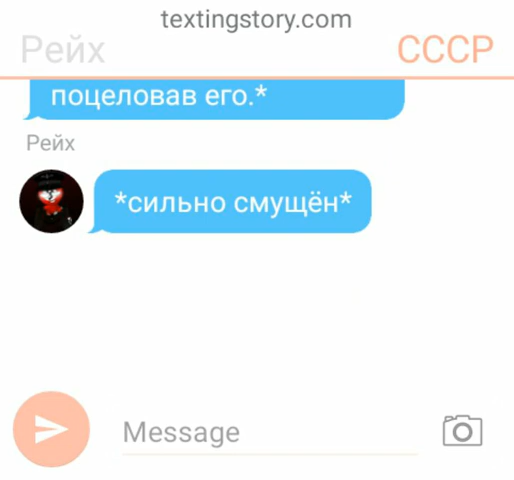 textingstory.com
Рейх СССР
поцеловав его.*
Рейх
*сильно смущён*
Message